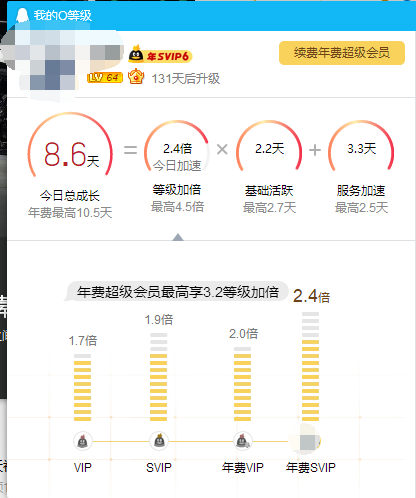 我的Q等级
年SVIP6
续费年费超级会员
LV 64
131天后升级
8.6天
=
2.4倍
今日加速
×
2.2天
+
3.3天
今日总成长
年费最高10.5天
等级加倍
最高4.5倍
基础活跃
最高2.7天
服务加速
最高2.5天
年费超级会员最高享3.2等级加倍
2.4倍
1.7倍
1.9倍
2.0倍
VIP
SVIP
年费VIP
年费SVIP